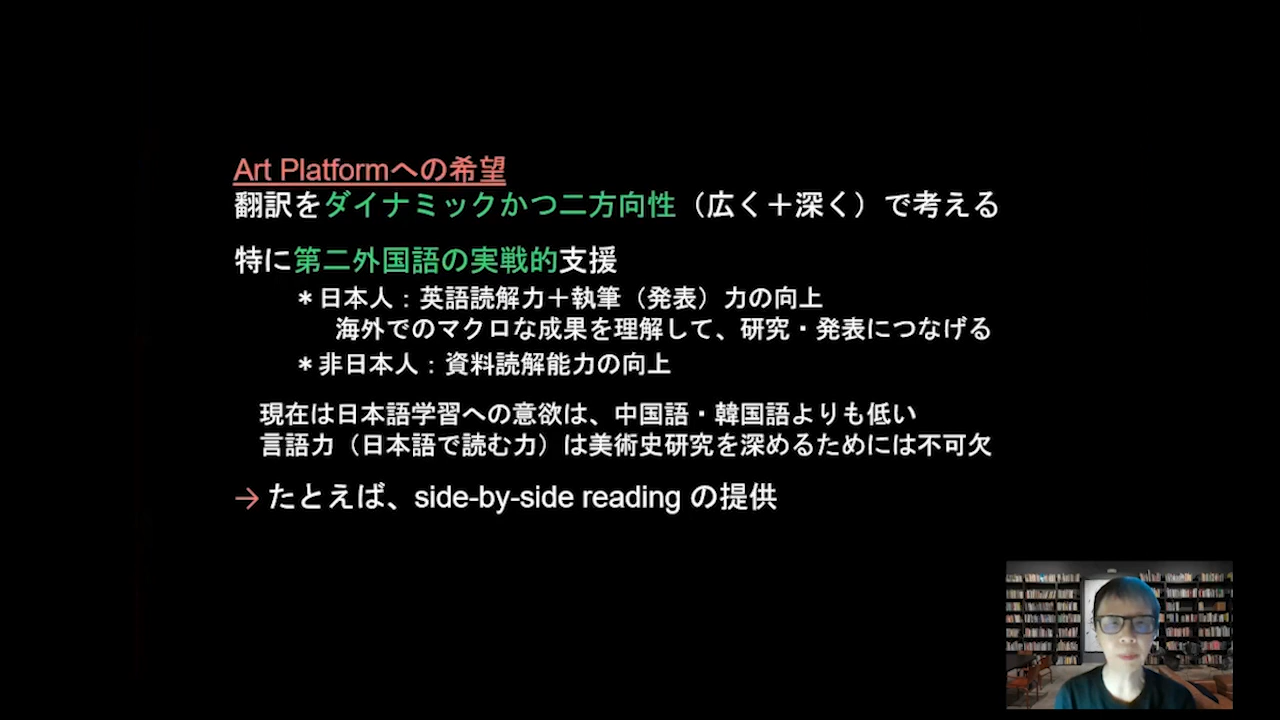 Art Platformへの希望
翻訳をダイナミックかつ二方向性（広く＋深く）で考える
特に第二外国語の実戦的支援
＊日本人：英語読解力＋執筆（発表）力の向上
海外でのマクロな成果を理解して、研究・発表につなげる
＊非日本人：資料読解能力の向上
現在は日本語学習への意欲は、中国語・韓国語よりも低い
言語力（日本語で読む力）は美術史研究を深めるためには不可欠
→ たとえば、side-by-side reading の提供